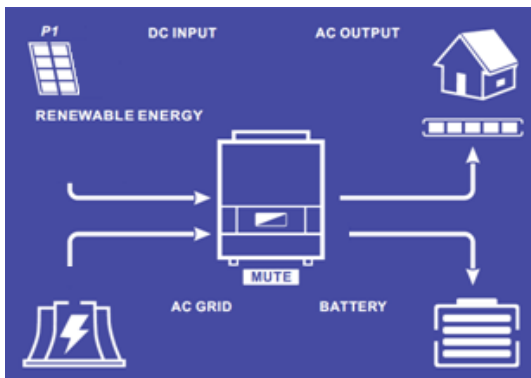 P1
DC INPUT
AC OUTPUT
RENEWABLE ENERGY
MUTE
AC GRID
BATTERY